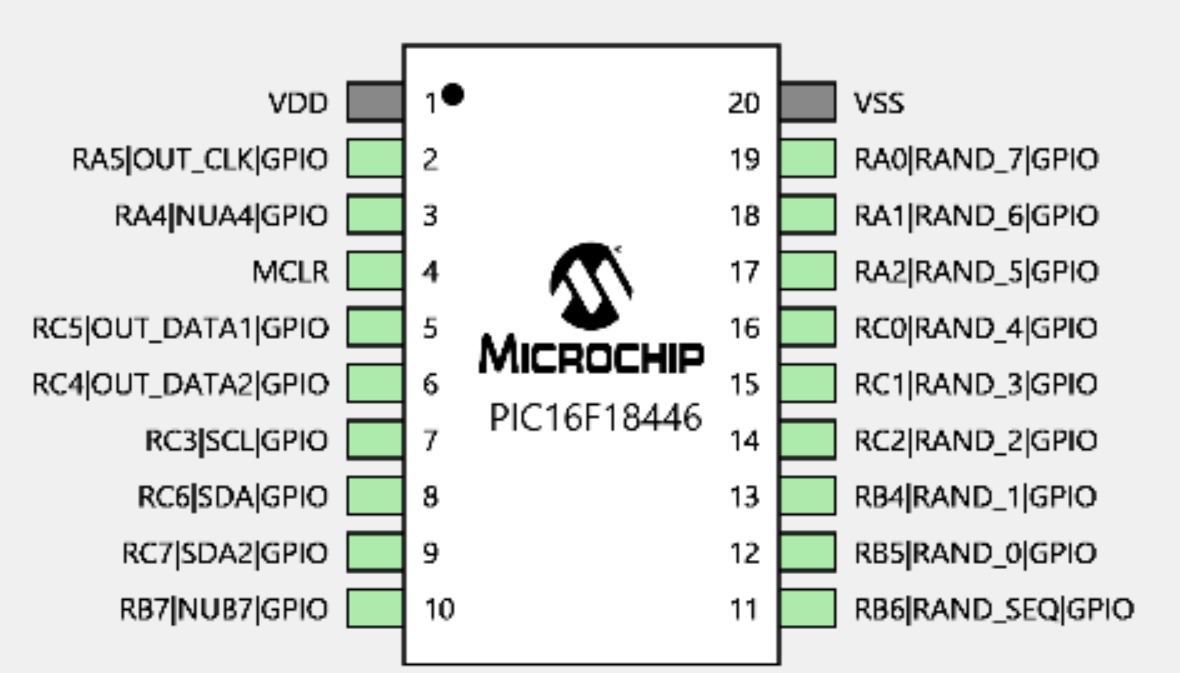 VDD 1 20 VSS
RA5|OUT_CLK|GPIO 2 19 RA0|RAND_7|GPIO
RA4|NUA4|GPIO 3 18 RA1|RAND_6|GPIO
MCLR 4 17 RA2|RAND_5|GPIO
RC5|OUT_DATA1|GPIO 5 16 RC0|RAND_4|GPIO
MICROCHIP
RC4|OUT_DATA2|GPIO 6 15 RC1|RAND_3|GPIO
PIC16F18446
RC3|SCL|GPIO 7 14 RC2|RAND_2|GPIO
RC6|SDA|GPIO 8 13 RB4|RAND_1|GPIO
RC7|SDA2|GPIO 9 12 RB5|RAND_0|GPIO
RB7|NUB7|GPIO 10 11 RB6|RAND_SEQ|GPIO